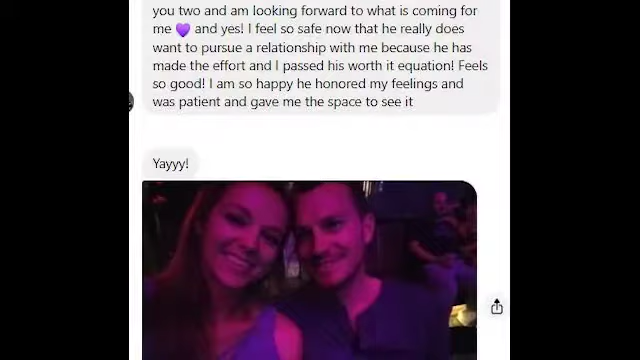 you two and am looking forward to what is coming for
me 💜 and yes! I feel so safe now that he really does
want to pursue a relationship with me because he has
made the effort and I passed his worth it equation! Feels
so good! I am so happy he honored my feelings and
was patient and gave me the space to see it
Yayyy!